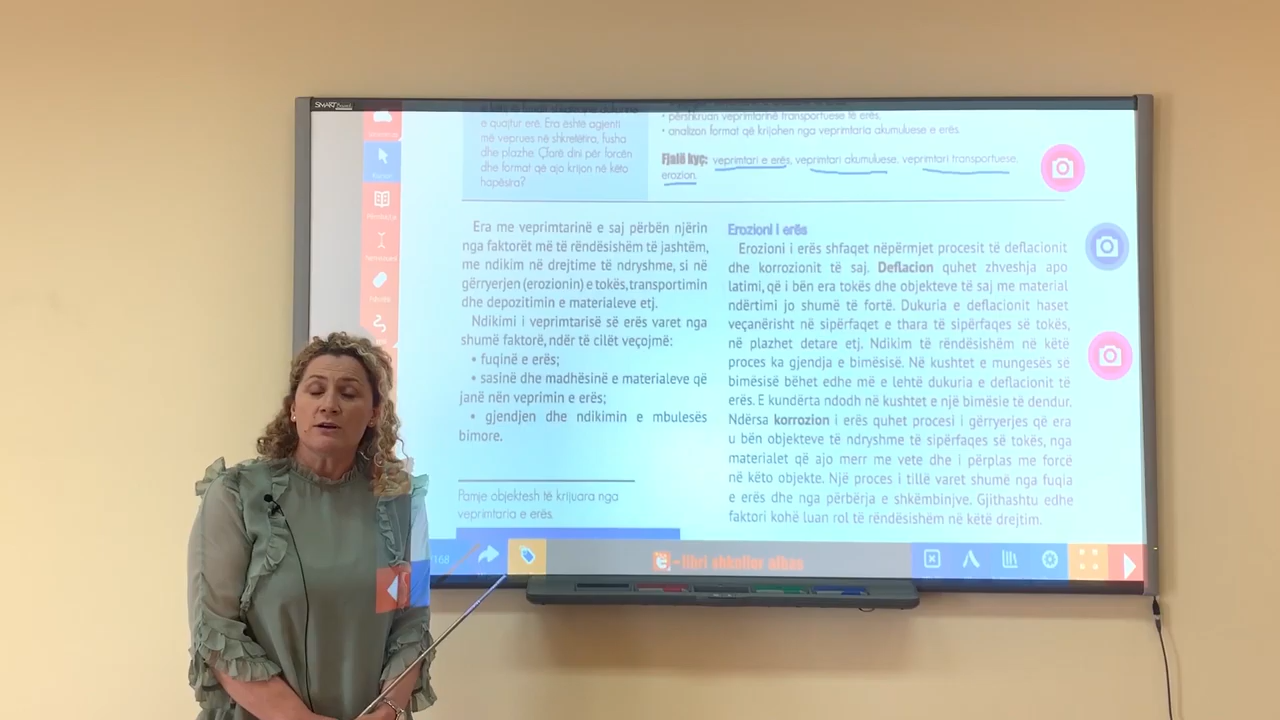 SMART
e quajtur erë. Era është agjenti
më veprues në shkretëtira, fusha
dhe plazhe. Çfarë dini për forcën
dhe format që ajo krijon në këto
hapësira?
• përshkruan veprimtarinë transportuese të erës,
• analizon format që krijohen nga veprimtaria akumuluese e erës.
Fjalë kyç: veprimtari e erës, veprimtari akumuluese, veprimtari transportuese,
erozion.
Era me veprimtarinë e saj përbën njërin
nga faktorët më të rëndësishëm të jashtëm,
me ndikim në drejtime të ndryshme, si në
gërryerjen (erozionin) e tokës, transportimin
dhe depozitimin e materialeve etj.
Ndikimi i veprimtarisë së erës varet nga
shumë faktorë, ndër të cilët veçojmë:
• fuqinë e erës;
• sasinë dhe madhësinë e materialeve që
janë nën veprimin e erës;
• gjendjen dhe ndikimin e mbulesës
bimore.
Pamje objektesh të krijuara nga
veprimtaria e erës.
Erozioni i erës
Erozioni i erës shfaqet nëpërmjet procesit të deflacionit
dhe korrozionit të saj. Deflacion quhet zhveshja apo
latimi, që i bën era tokës dhe objekteve të saj me material
ndërtimi jo shumë të fortë. Dukuria e deflacionit haset
veçanërisht në sipërfaqet e thara të sipërfaqes së tokës,
në plazhet detare etj. Ndikim të rëndësishëm në këtë
proces ka gjendja e bimësisë. Në kushtet e mungesës së
bimësisë bëhet edhe më e lehtë dukuria e deflacionit të
erës. E kundërta ndodh në kushtet e një bimësie të dendur.
Ndërsa korrozion i erës quhet procesi i gërryerjes që era
u bën objekteve të ndryshme të sipërfaqes së tokës, nga
materialet që ajo merr me vete dhe i përplas me forcë
në këto objekte. Një proces i tillë varet shumë nga fuqia
e erës dhe nga përbërja e shkëmbinjve. Gjithashtu edhe
faktori kohë luan rol të rëndësishëm në këtë drejtim.
/168
-libri shkollor albas